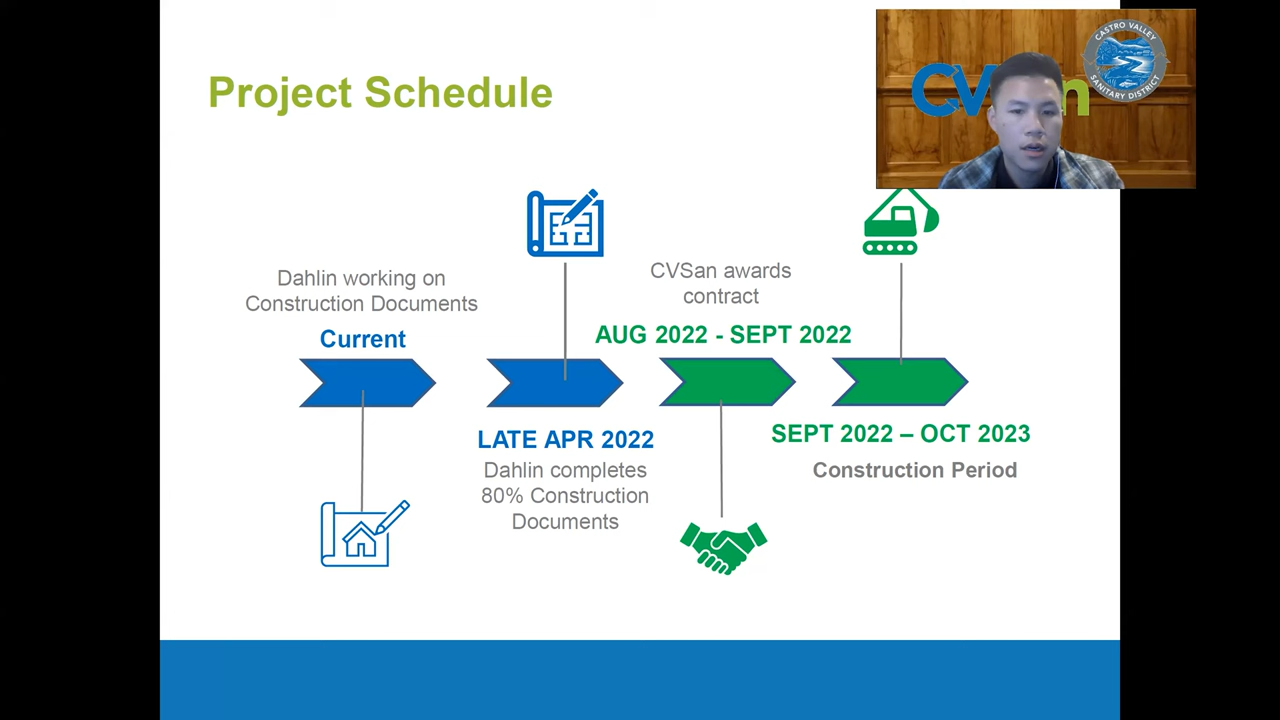 Project Schedule
CASTRO VALLEY
SANITARY DISTRICT
Dahlin working on
Construction Documents
Current
CVSan awards
contract
AUG 2022 - SEPT 2022
LATE APR 2022
Dahlin completes
80% Construction
Documents
SEPT 2022 – OCT 2023
Construction Period